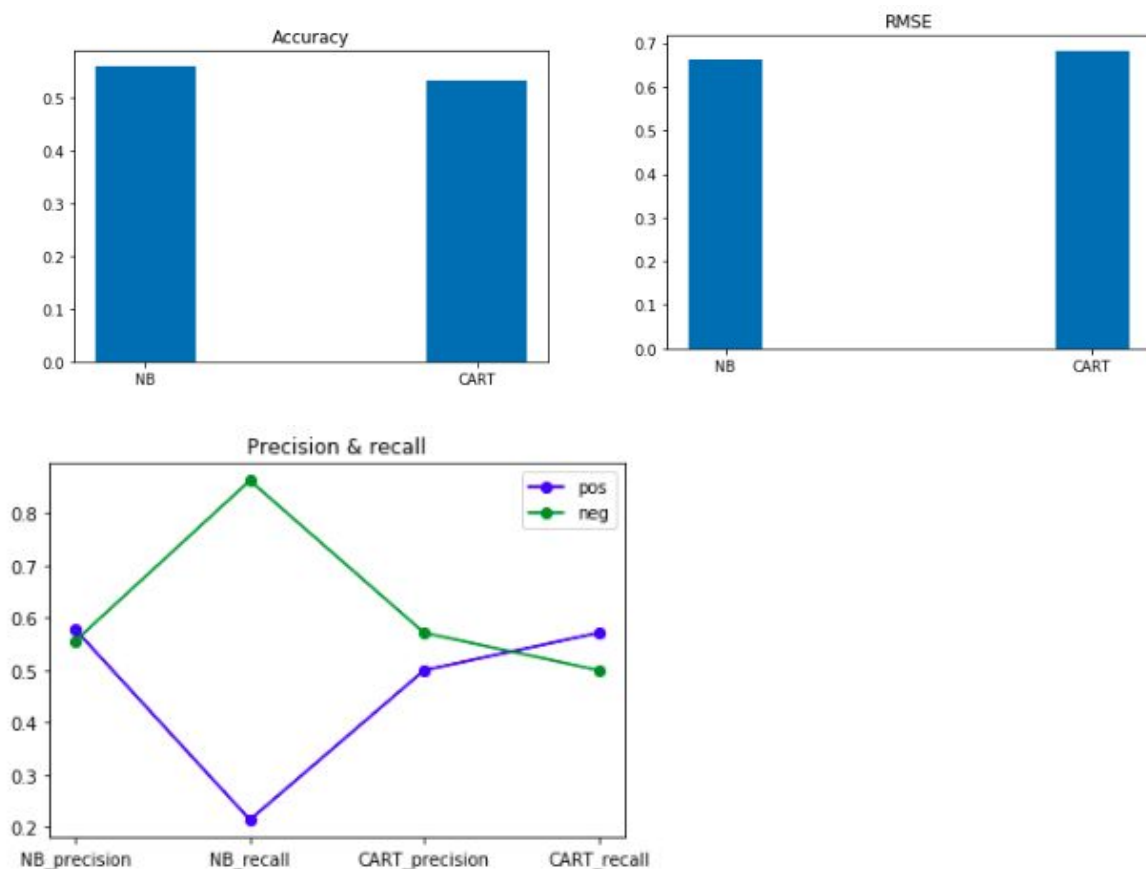 Accuracy
0.5
0.4
0.3
0.2
0.1
0.0
NB CART
RMSE
0.7
0.6
0.5
0.4
0.3
0.2
0.1
0.0
NB CART
Precision & recall
pos
neg
0.8
0.7
0.6
0.5
0.4
0.3
0.2
NB_precision NB_recall CART_precision CART_recall